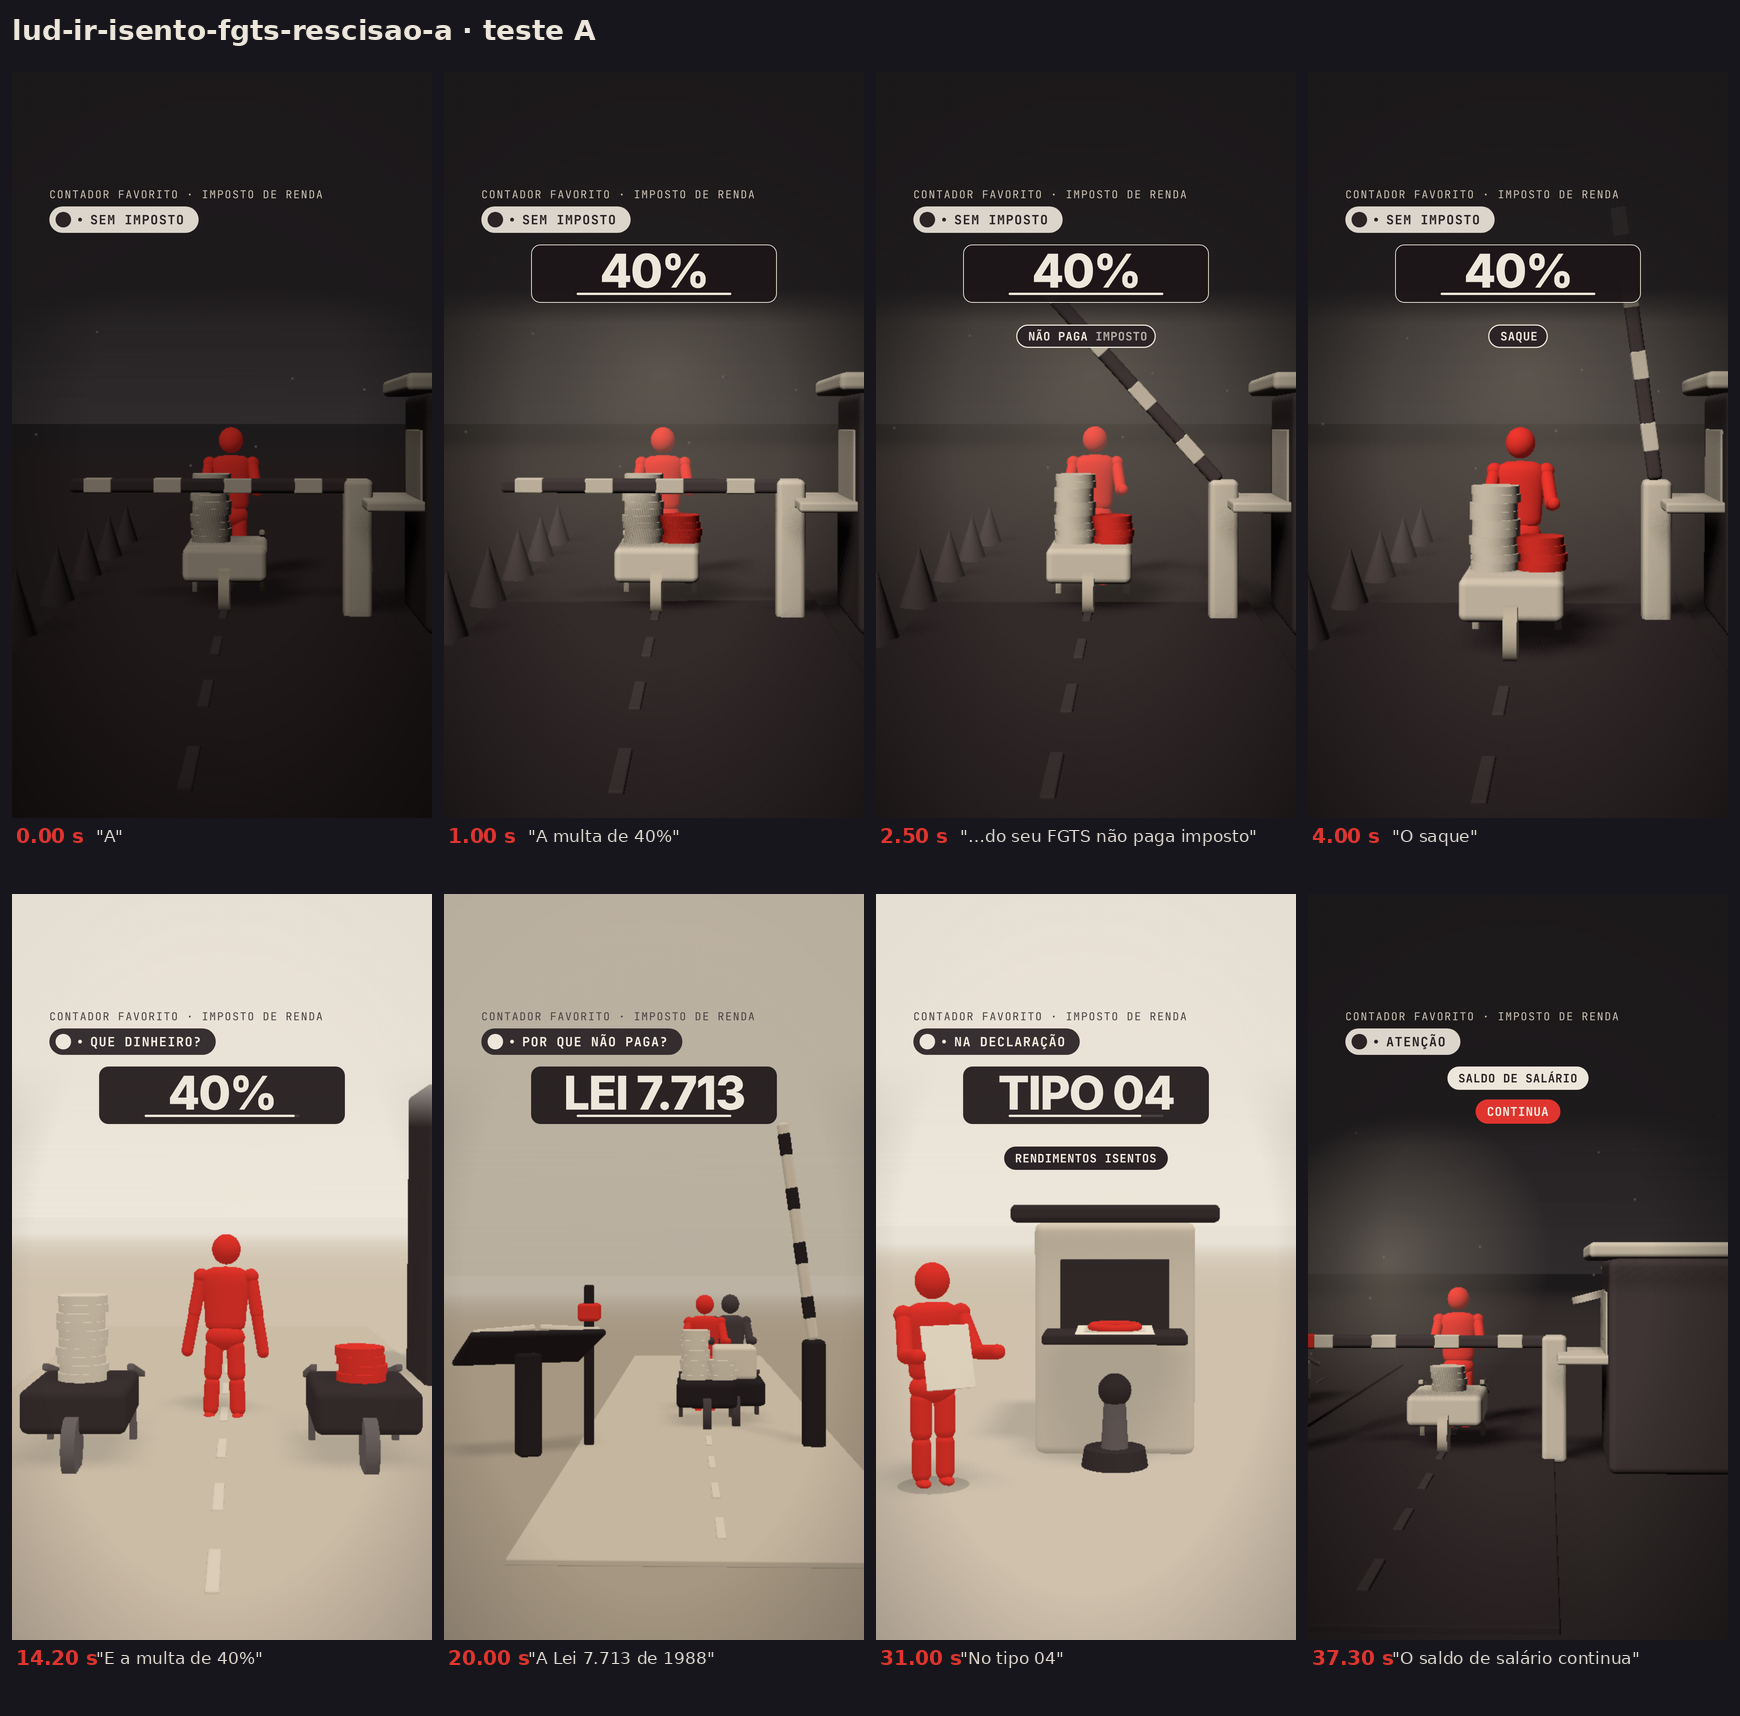 lud-ir-isento-fgts-rescisao-a · teste A
CONTADOR FAVORITO · IMPOSTO DE RENDA
• SEM IMPOSTO
0.00 s "A"
CONTADOR FAVORITO · IMPOSTO DE RENDA
• SEM IMPOSTO
40%
1.00 s "A multa de 40%"
CONTADOR FAVORITO · IMPOSTO DE RENDA
• SEM IMPOSTO
40%
NÃO PAGA IMPOSTO
2.50 s "...do seu FGTS não paga imposto"
CONTADOR FAVORITO · IMPOSTO DE RENDA
• SEM IMPOSTO
40%
SAQUE
4.00 s "O saque"
CONTADOR FAVORITO · IMPOSTO DE RENDA
• QUE DINHEIRO?
40%
14.20 s "E a multa de 40%"
CONTADOR FAVORITO · IMPOSTO DE RENDA
• POR QUE NÃO PAGA?
LEI 7.713
20.00 s "A Lei 7.713 de 1988"
CONTADOR FAVORITO · IMPOSTO DE RENDA
• NA DECLARAÇÃO
TIPO 04
RENDIMENTOS ISENTOS
31.00 s "No tipo 04"
CONTADOR FAVORITO · IMPOSTO DE RENDA
• ATENÇÃO
SALDO DE SALÁRIO
CONTINUA
37.30 s "O saldo de salário continua"